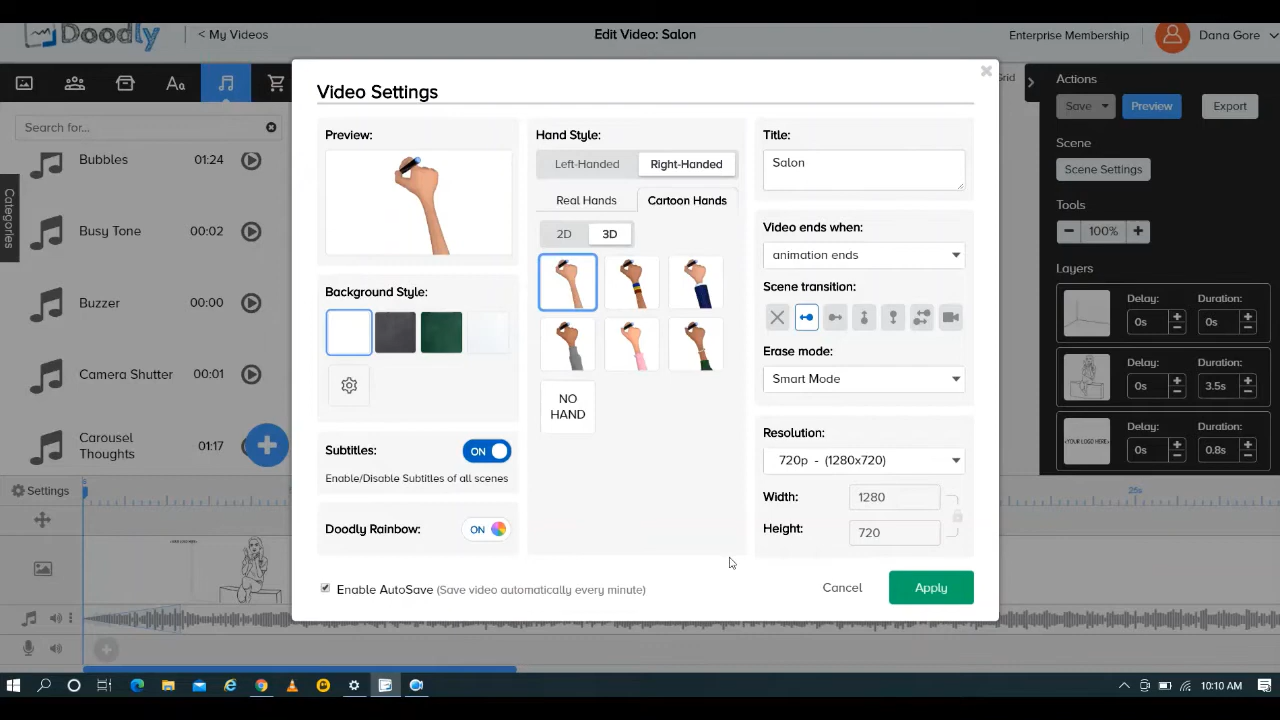 Doodly
< My Videos
Edit Video: Salon
Enterprise Membership
Dana Gore
Aa
Search for...
Categories
Bubbles 01:24
Busy Tone 00:02
Buzzer 00:00
Camera Shutter 00:01
Carousel
Thoughts 01:17
Video Settings
Preview:
Background Style:
Subtitles: ON
Enable/Disable Subtitles of all scenes
Doodly Rainbow: ON
Enable AutoSave (Save video automatically every minute)
Hand Style:
Left-Handed Right-Handed
Real Hands Cartoon Hands
2D 3D
NO
HAND
Title:
Salon
Video ends when:
animation ends
Scene transition:
Erase mode:
Smart Mode
Resolution:
720p - (1280x720)
Width: 1280
Height: 720
Cancel Apply
Grid
Actions
Save Preview Export
Scene
Scene Settings
Tools
100%
Layers
Delay: Duration:
0s 0s
Delay: Duration:
0s 3.5s
<YOUR LOGO HERE>
Delay: Duration:
0s 0.8s
Settings
25s
10:10 AM